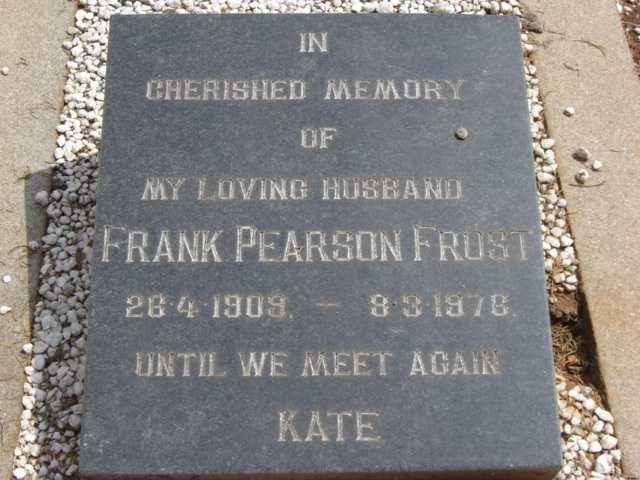 IN
CHERISHED MEMORY
OF
MY LOVING HUSBAND
FRANK PEARSON FROST
26·4·1909. — 8·3·1976.
UNTIL WE MEET AGAIN
KATE